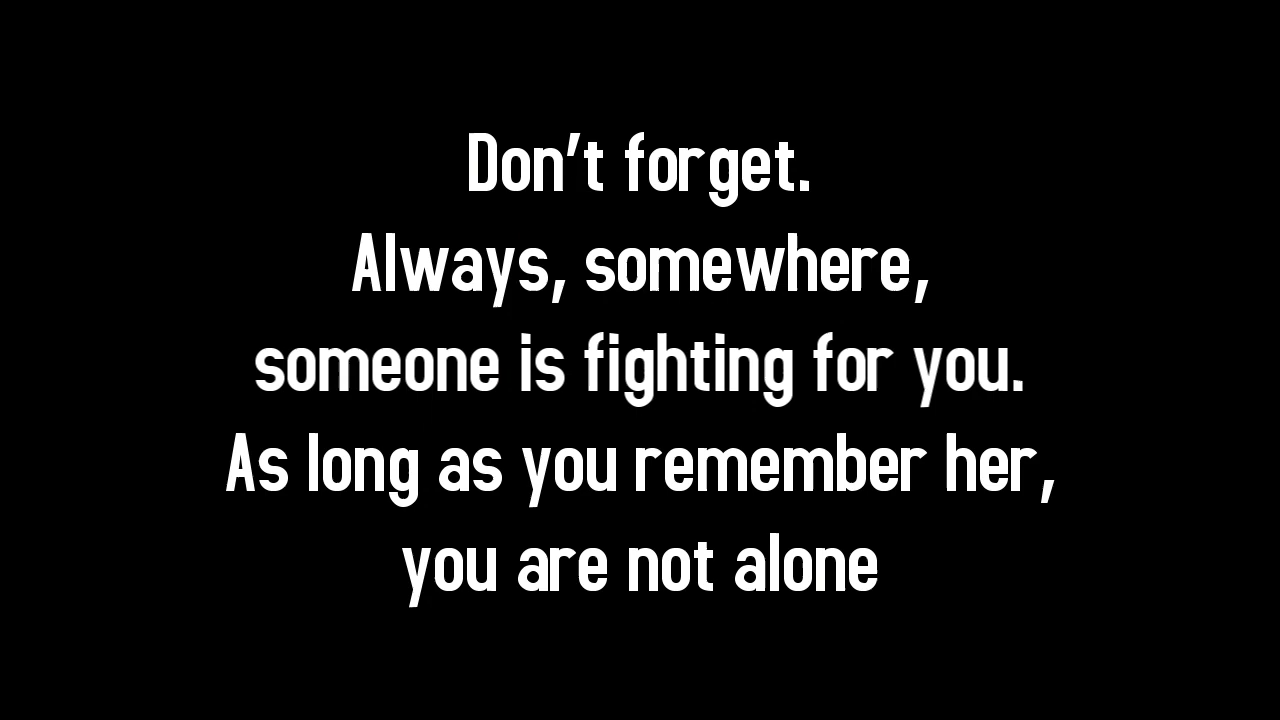 Don't forget.
Always, somewhere,
someone is fighting for you.
As long as you remember her,
you are not alone